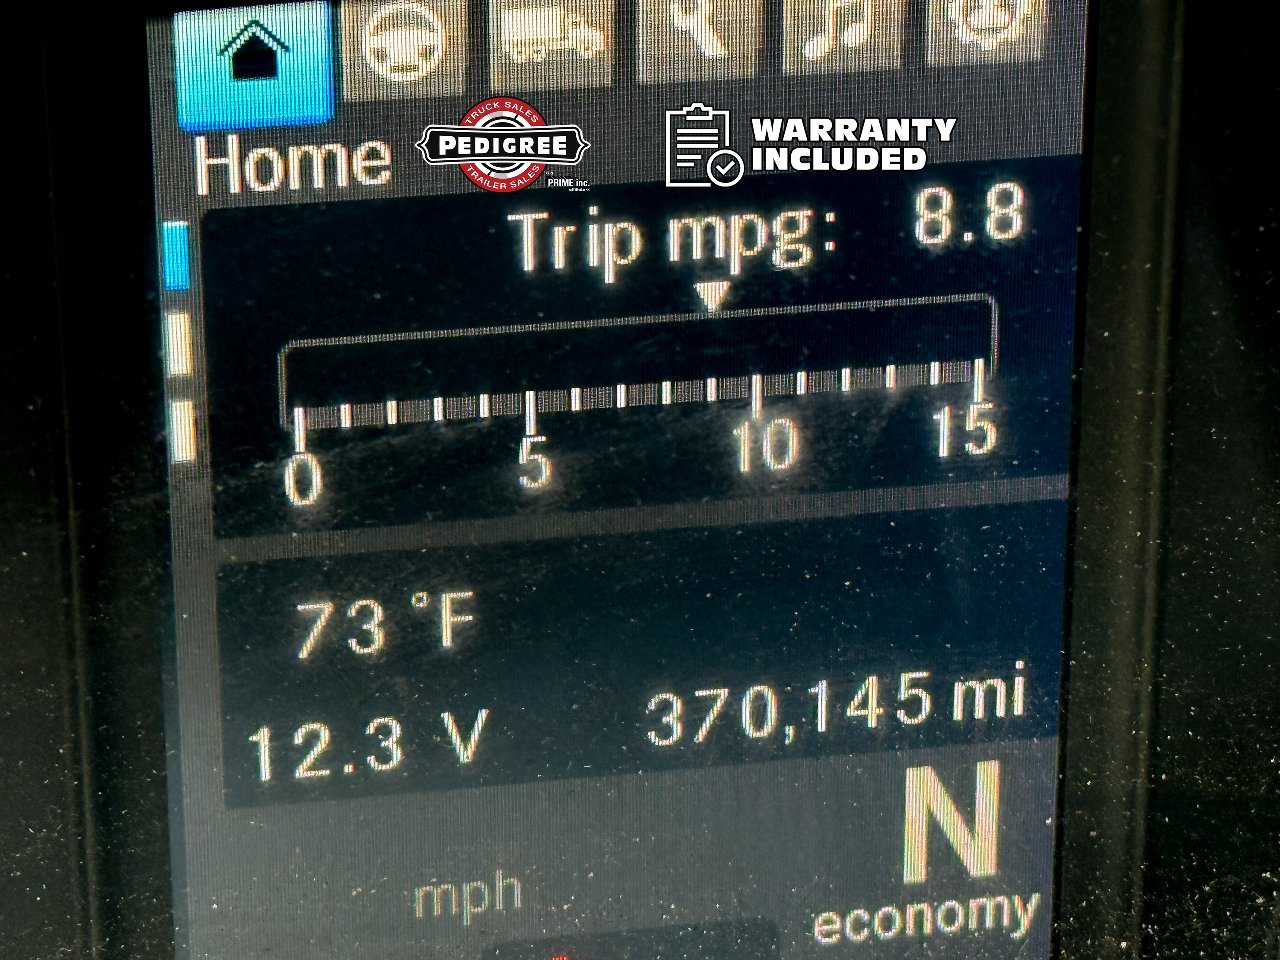 Home
TRUCK SALES
PEDIGREE
TRAILER SALES
PRIME inc.
WARRANTY
INCLUDED
Trip mpg: 8.8
0 5 10 15
73 °F
12.3 V 370,145 mi
N
mph
economy